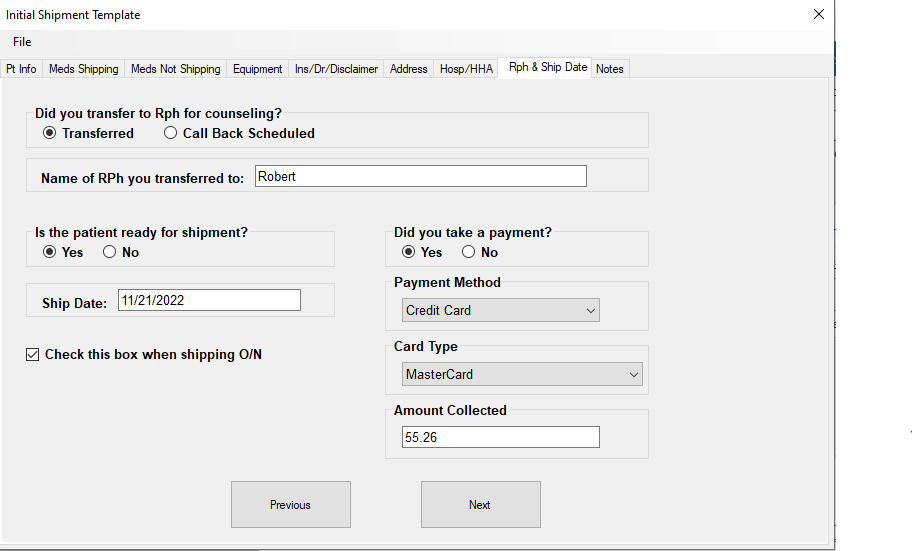 Initial Shipment Template
File
Pt Info Meds Shipping Meds Not Shipping Equipment Ins/Dr/Disclaimer Address Hosp/HHA Rph & Ship Date Notes
Did you transfer to Rph for counseling?
Transferred Call Back Scheduled
Name of RPh you transferred to: Robert
Is the patient ready for shipment?
Yes No
Ship Date: 11/21/2022
Check this box when shipping O/N
Did you take a payment?
Yes No
Payment Method
Credit Card
Card Type
MasterCard
Amount Collected
55.26
Previous Next